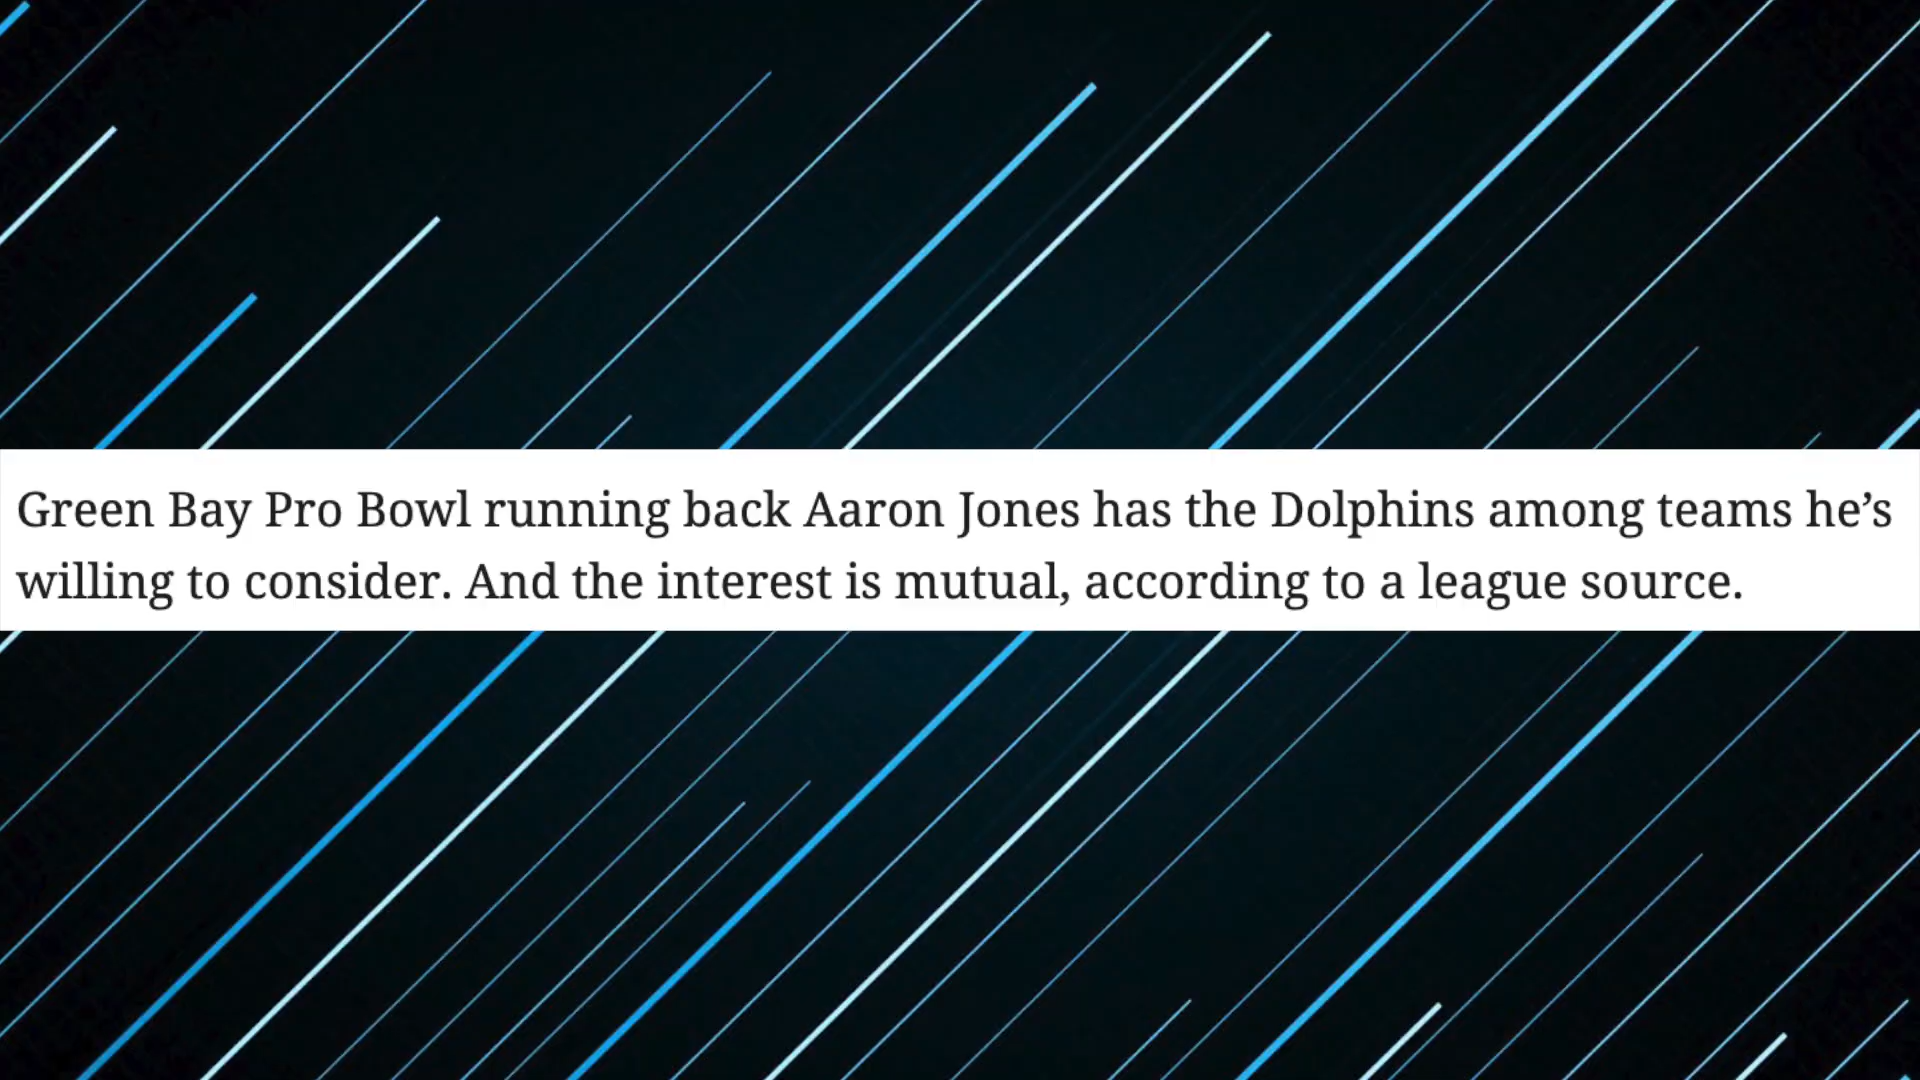 Green Bay Pro Bowl running back Aaron Jones has the Dolphins among teams he’s
willing to consider. And the interest is mutual, according to a league source.